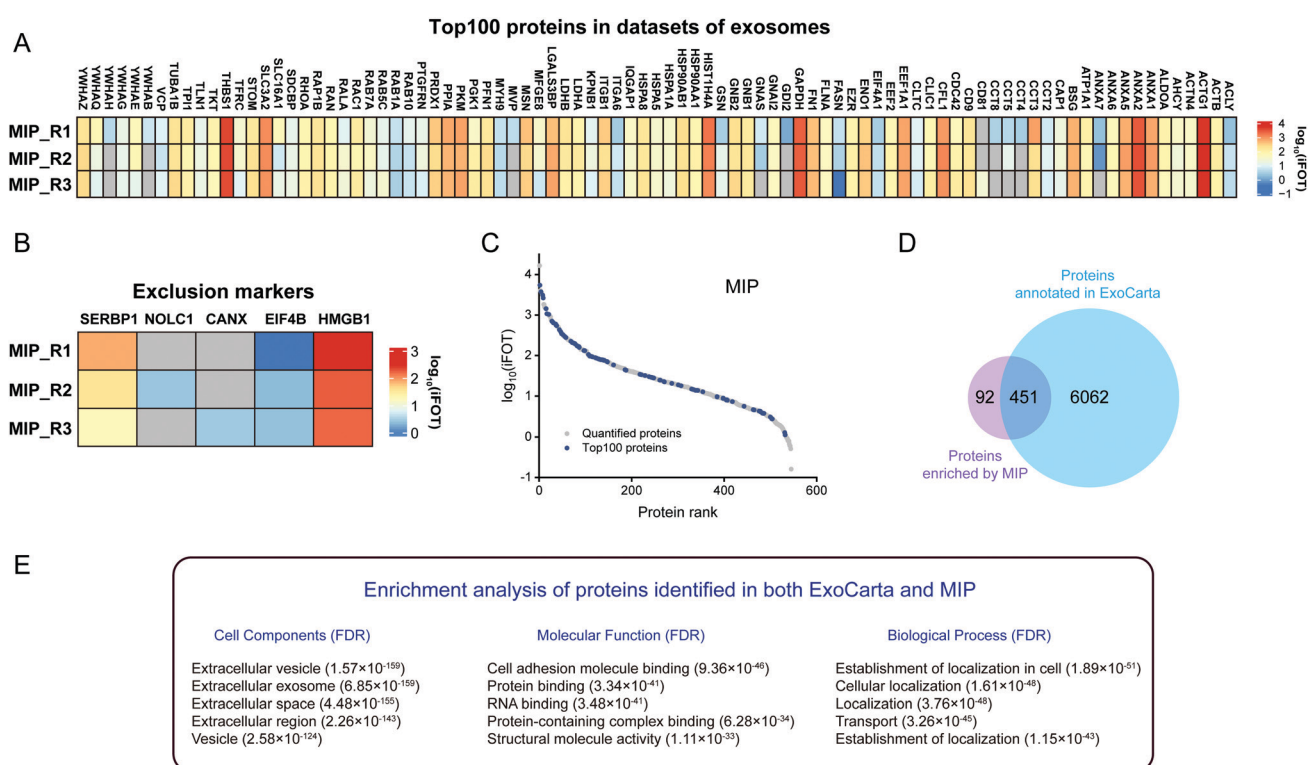 Top100 proteins in datasets of exosomes
A
YWHAZ
YWHAQ
YWHAH
YWHAG
YWHAE
YWHAB
VCP
TUBA1B
TPI1
TLN1
TKT
THBS1
TFRC
STOM
SLC3A2
SLC16A1
SDCBP
RHOA
RAP1B
RAN
RALA
RAC1
RAB7A
RAB5C
RAB1A
RAB10
PTGFRN
PRDX1
PPIA
PKM
PGK1
PFN1
MYH9
MVP
MSN
MFGE8
LGALS3BP
LDHB
LDHA
KPNB1
ITGB1
ITGA6
IQGAP1
HSPA8
HSPA5
HSPA1A
HSP90AB1
HSP90AA1
HIST1H4A
GSN
GNB2
GNB1
GNAS
GNAI2
GDI2
GAPDH
FN1
FLNA
FASN
EZR
ENO1
EIF4A1
EEF2
EEF1A1
CLTC
CLIC1
CFL1
CDC42
CD9
CD81
CCT8
CCT5
CCT4
CCT3
CCT2
CAP1
BSG
ATP1A1
ANXA7
ANXA6
ANXA5
ANXA2
ANXA1
ALDOA
AHCY
ACTN4
ACTG1
ACTB
ACLY
MIP_R1
MIP_R2
MIP_R3
4
3
2
1
0
−1
log10(iFOT)
B
Exclusion markers
SERBP1 NOLC1 CANX EIF4B HMGB1
MIP_R1
MIP_R2
MIP_R3
3
2
1
0
log10(iFOT)
C
MIP
log10(iFOT)
4
3
2
1
0
-1
Quantified proteins
Top100 proteins
0 200 400 600
Protein rank
D
Proteins
annotated in ExoCarta
92 451 6062
Proteins
enriched by MIP
E
Enrichment analysis of proteins identified in both ExoCarta and MIP
Cell Components (FDR)
Extracellular vesicle (1.57×10-159)
Extracellular exosome (6.85×10-159)
Extracellular space (4.48×10-155)
Extracellular region (2.26×10-143)
Vesicle (2.58×10-124)
Molecular Function (FDR)
Cell adhesion molecule binding (9.36×10-46)
Protein binding (3.34×10-41)
RNA binding (3.48×10-41)
Protein-containing complex binding (6.28×10-34)
Structural molecule activity (1.11×10-33)
Biological Process (FDR)
Establishment of localization in cell (1.89×10-51)
Cellular localization (1.61×10-48)
Localization (3.76×10-48)
Transport (3.26×10-45)
Establishment of localization (1.15×10-43)